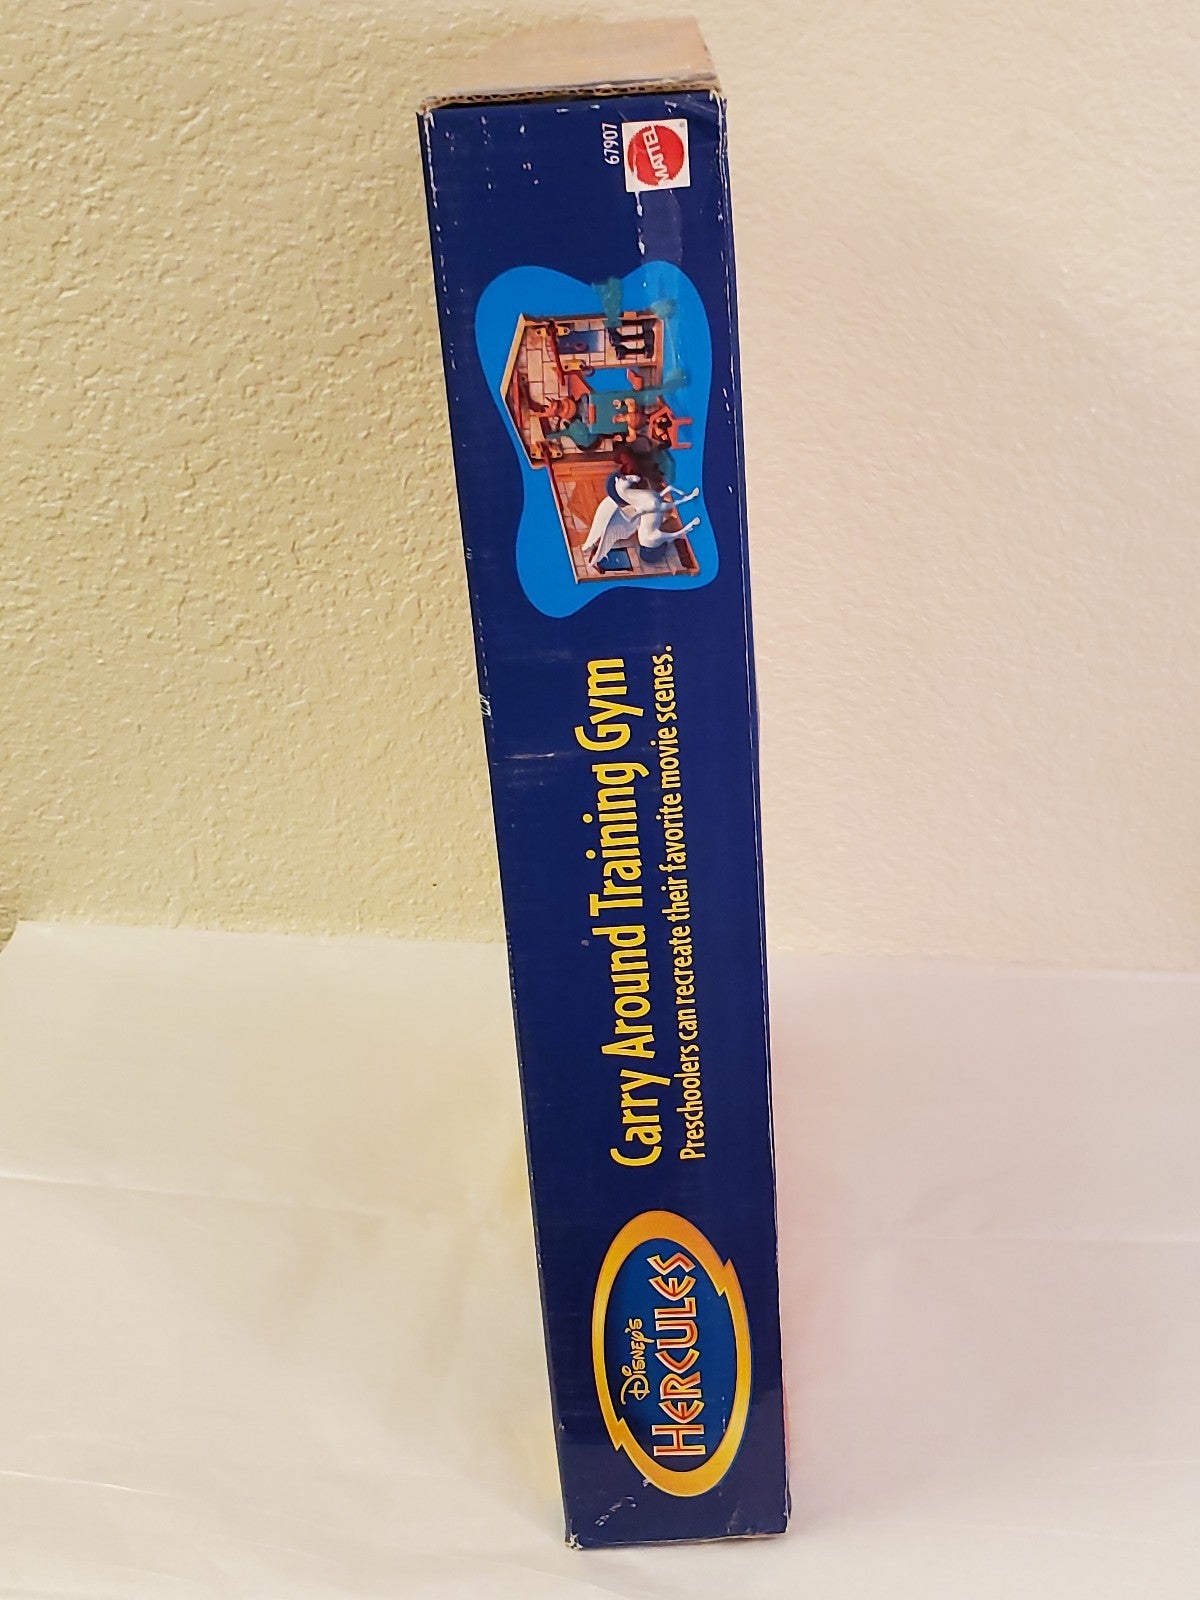 Disney's
HERCULES
Carry Around Training Gym
Preschoolers can recreate their favorite movie scenes.
67907
MATTEL
®